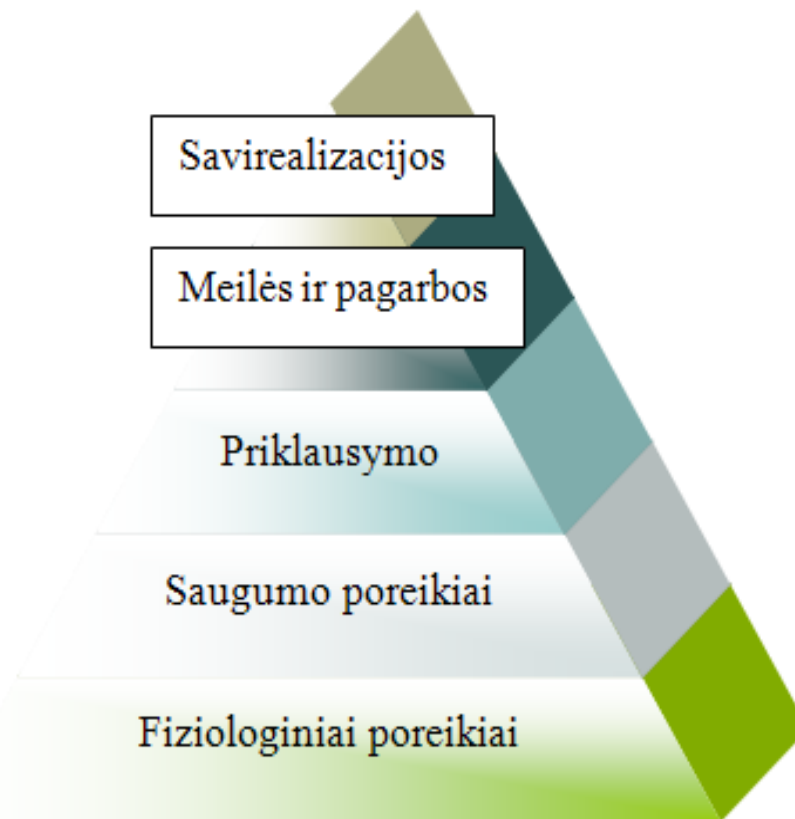 Savirealizacijos
Meilės ir pagarbos
Priklausymo
Saugumo poreikiai
Fiziologiniai poreikiai